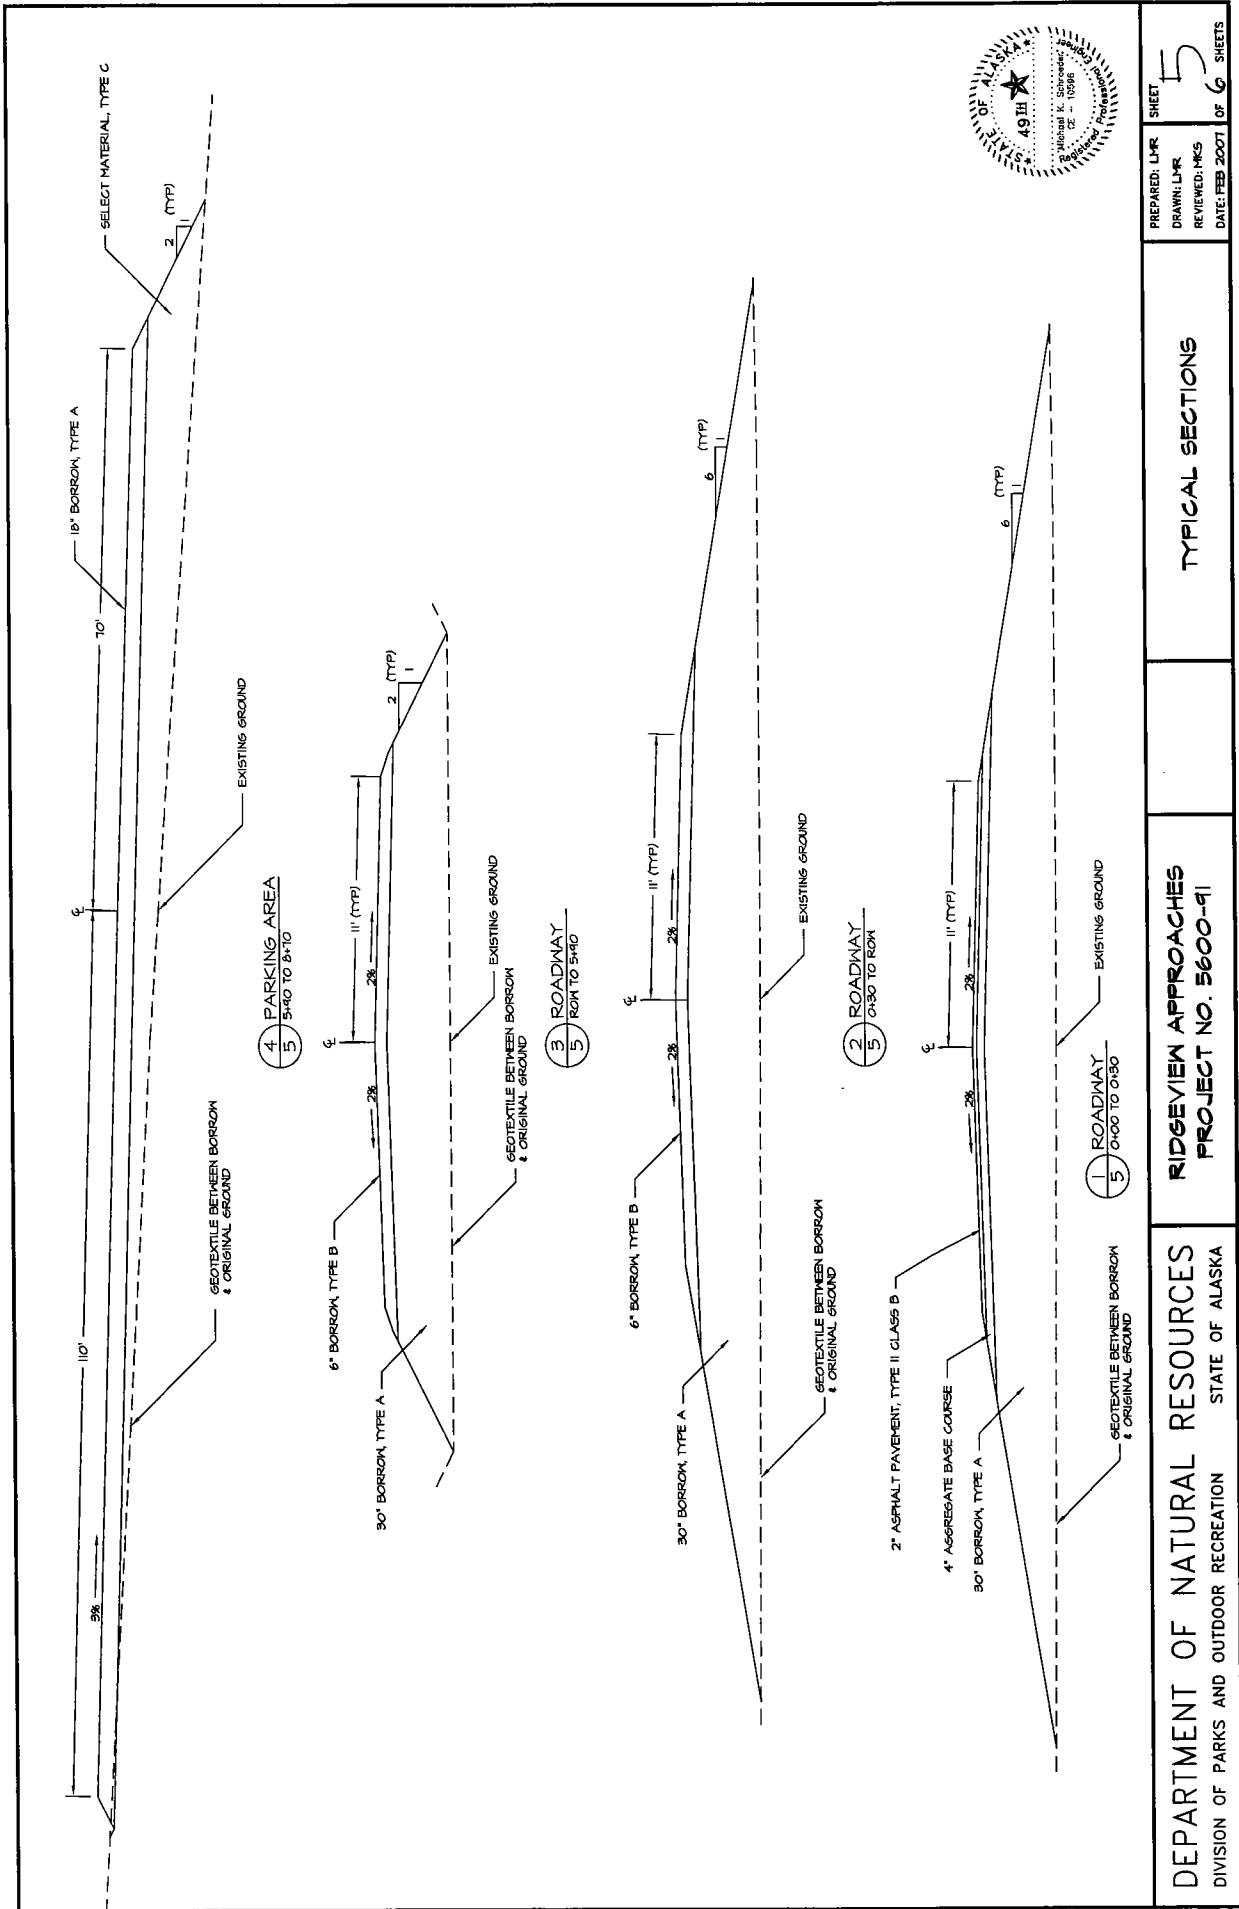 110'
70'
3%
℄
18" BORROW, TYPE A
SELECT MATERIAL, TYPE C
2
1
(TYP)
GEOTEXTILE BETWEEN BORROW
& ORIGINAL GROUND
EXISTING GROUND
4
5
PARKING AREA
5+90 TO 8+70
℄
11' (TYP)
2%
2%
6" BORROW, TYPE B
30" BORROW, TYPE A
2
1
(TYP)
EXISTING GROUND
GEOTEXTILE BETWEEN BORROW
& ORIGINAL GROUND
3
5
ROADWAY
ROW TO 5+90
℄
11' (TYP)
2%
2%
6" BORROW, TYPE B
30" BORROW, TYPE A
6
1
(TYP)
EXISTING GROUND
GEOTEXTILE BETWEEN BORROW
& ORIGINAL GROUND
2
5
ROADWAY
0+30 TO ROW
℄
11' (TYP)
2%
2%
2" ASPHALT PAVEMENT, TYPE II CLASS B
4" AGGREGATE BASE COURSE
30" BORROW, TYPE A
6
1
(TYP)
EXISTING GROUND
GEOTEXTILE BETWEEN BORROW
& ORIGINAL GROUND
1
5
ROADWAY
0+00 TO 0+30
STATE OF ALASKA
49TH
Michael K. Schroeder
CE - 10596
Registered Professional Engineer
DEPARTMENT OF NATURAL RESOURCES
DIVISION OF PARKS AND OUTDOOR RECREATION STATE OF ALASKA
RIDGEVIEW APPROACHES
PROJECT NO. 5600-91
TYPICAL SECTIONS
PREPARED: LMR
DRAWN: LMR
REVIEWED: MKS
DATE: FEB 2007
SHEET
5
OF 6 SHEETS